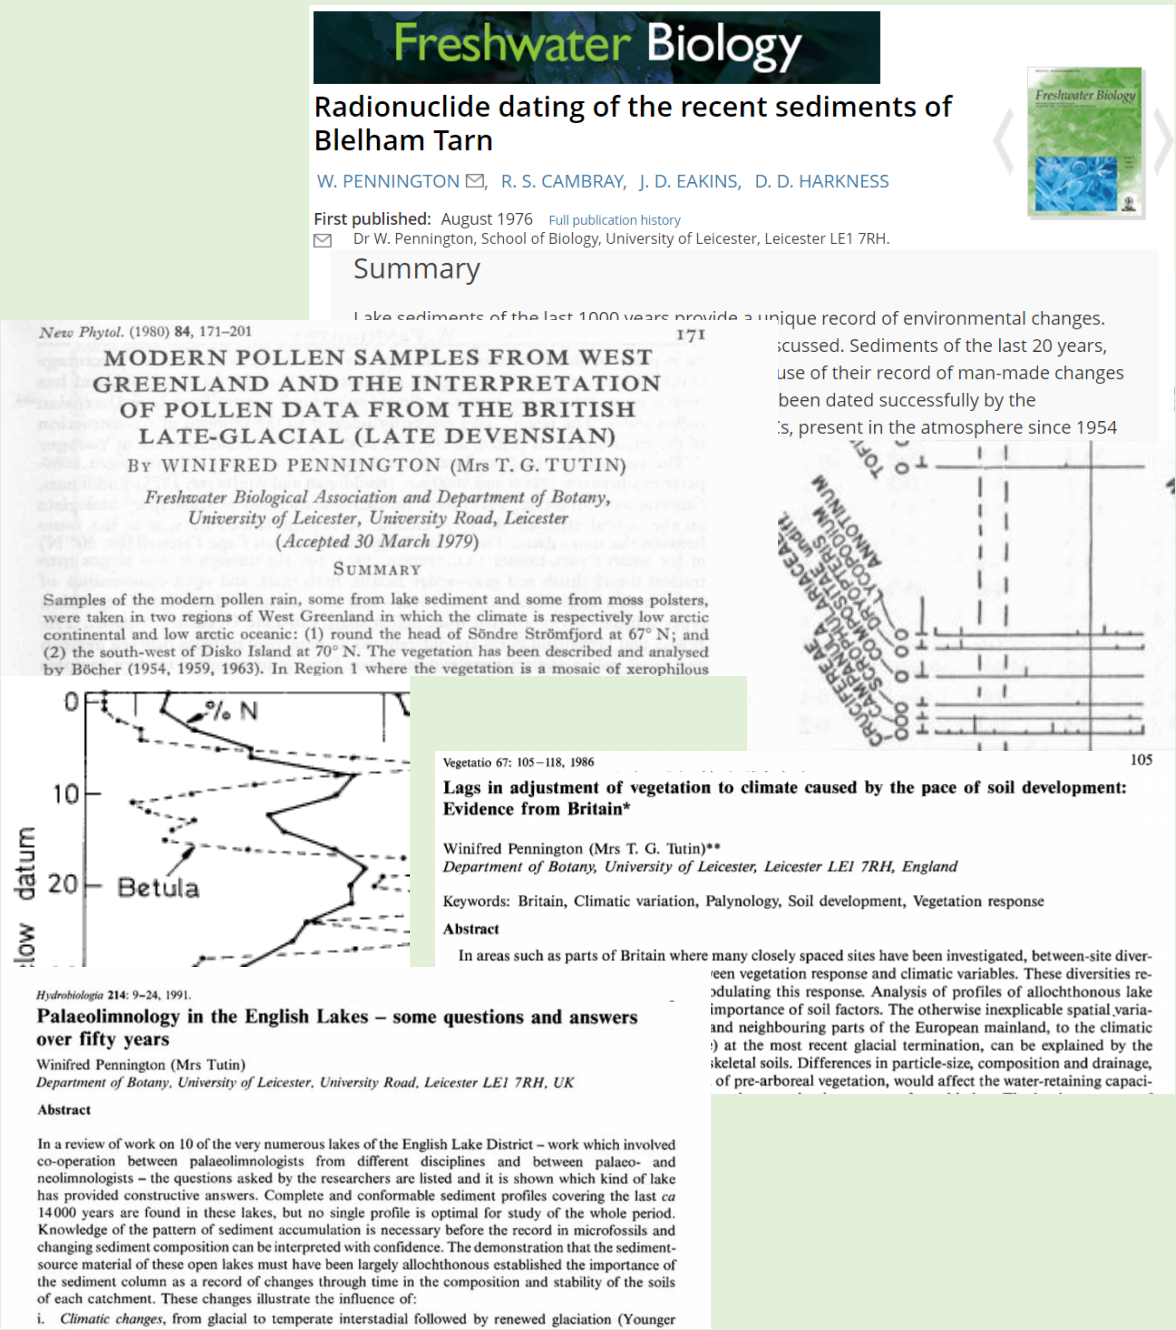 Freshwater Biology
Radionuclide dating of the recent sediments of
Blelham Tarn
Freshwater Biology
W. PENNINGTON, R. S. CAMBRAY, J. D. EAKINS, D. D. HARKNESS
First published: August 1976 Full publication history
Dr W. Pennington, School of Biology, University of Leicester, Leicester LE1 7RH.
Summary
Lake sediments of the last 1000 years provide a unique record of environmental changes.
scussed. Sediments of the last 20 years,
use of their record of man-made changes
been dated successfully by the
s, present in the atmosphere since 1954
New Phytol. (1980) 84, 171–201
171
MODERN POLLEN SAMPLES FROM WEST
GREENLAND AND THE INTERPRETATION
OF POLLEN DATA FROM THE BRITISH
LATE-GLACIAL (LATE DEVENSIAN)
BY WINIFRED PENNINGTON (Mrs T. G. TUTIN)
Freshwater Biological Association and Department of Botany,
University of Leicester, University Road, Leicester
(Accepted 30 March 1979)
SUMMARY
Samples of the modern pollen rain, some from lake sediment and some from moss polsters,
were taken in two regions of West Greenland in which the climate is respectively low arctic
continental and low arctic oceanic: (1) round the head of Söndre Strömfjord at 67° N; and
(2) the south-west of Disko Island at 70° N. The vegetation has been described and analysed
by Böcher (1954, 1959, 1963). In Region 1 where the vegetation is a mosaic of xerophilous
TOFI
ANNOTINUM
LYCOPODIUM
DRYOPTERIS
undiff.
COMPOSITAE
CAMPANULA
CRUCIFERAE
0
% N
10
20
Betula
low datum
Vegetatio 67: 105–118, 1986
105
Lags in adjustment of vegetation to climate caused by the pace of soil development:
Evidence from Britain*
Winifred Pennington (Mrs T. G. Tutin)**
Department of Botany, University of Leicester, Leicester LE1 7RH, England
Keywords: Britain, Climatic variation, Palynology, Soil development, Vegetation response
Abstract
In areas such as parts of Britain where many closely spaced sites have been investigated, between-site diver-
een vegetation response and climatic variables. These diversities re-
odulating this response. Analysis of profiles of allochthonous lake
importance of soil factors. The otherwise inexplicable spatial varia-
and neighbouring parts of the European mainland, to the climatic
) at the most recent glacial termination, can be explained by the
skeletal soils. Differences in particle-size, composition and drainage,
of pre-arboreal vegetation, would affect the water-retaining capaci-
Hydrobiologia 214: 9–24, 1991.
Palaeolimnology in the English Lakes – some questions and answers
over fifty years
Winifred Pennington (Mrs Tutin)
Department of Botany, University of Leicester, University Road, Leicester LE1 7RH, UK
Abstract
In a review of work on 10 of the very numerous lakes of the English Lake District – work which involved
co-operation between palaeolimnologists from different disciplines and between palaeo- and
neolimnologists – the questions asked by the researchers are listed and it is shown which kind of lake
has provided constructive answers. Complete and conformable sediment profiles covering the last ca
14000 years are found in these lakes, but no single profile is optimal for study of the whole period.
Knowledge of the pattern of sediment accumulation is necessary before the record in microfossils and
changing sediment composition can be interpreted with confidence. The demonstration that the sediment-
source material of these open lakes must have been largely allochthonous established the importance of
the sediment column as a record of changes through time in the composition and stability of the soils
of each catchment. These changes illustrate the influence of:
i. Climatic changes, from glacial to temperate interstadial followed by renewed glaciation (Younger